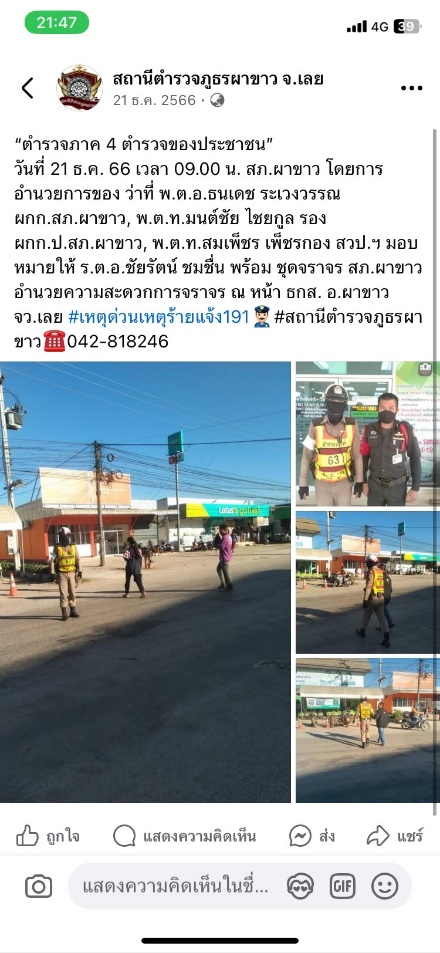 21:47
4G 39
สถานีตำรวจภูธรผาขาว จ.เลย
21 ธ.ค. 2566
“ตำรวจภาค 4 ตำรวจของประชาชน”
วันที่ 21 ธ.ค. 66 เวลา 09.00 น. สภ.ผาขาว โดยการ
อำนวยการของ ว่าที่ พ.ต.อ.ธนเดช ระเวงวรรณ
ผกก.สภ.ผาขาว, พ.ต.ท.มนต์ชัย ไชยกูล รอง
ผกก.ป.สภ.ผาขาว, พ.ต.ท.สมเพ็ชร เพ็ชรกอง สวป.ฯ มอบ
หมายให้ ร.ต.อ.ชัยรัตน์ ชมชื่น พร้อม ชุดจราจร สภ.ผาขาว
อำนวยความสะดวกการจราจร ณ หน้า ธกส. อ.ผาขาว
จว.เลย #เหตุด่วนเหตุร้ายแจ้ง191👮🏻‍♂️#สถานีตำรวจภูธรผา
ขาว☎️042-818246
Lotus's
631
ถูกใจ
แสดงความคิดเห็น
ส่ง
แชร์
แสดงความคิดเห็นในชื่...
GIF